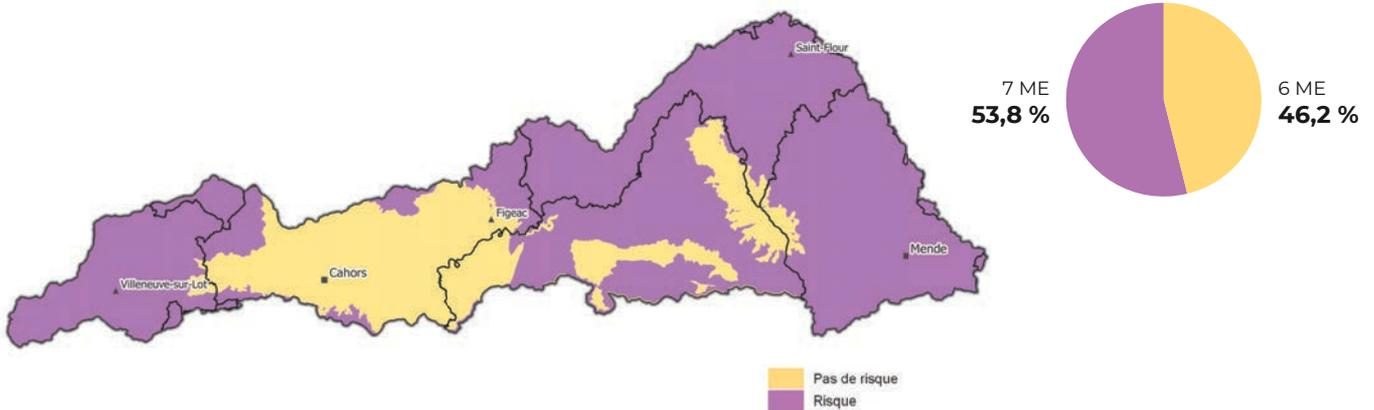 Saint-Flour
7 ME
53,8 %
6 ME
46,2 %
Figeac
Mende
Cahors
Villeneuve-sur-Lot
Pas de risque
Risque